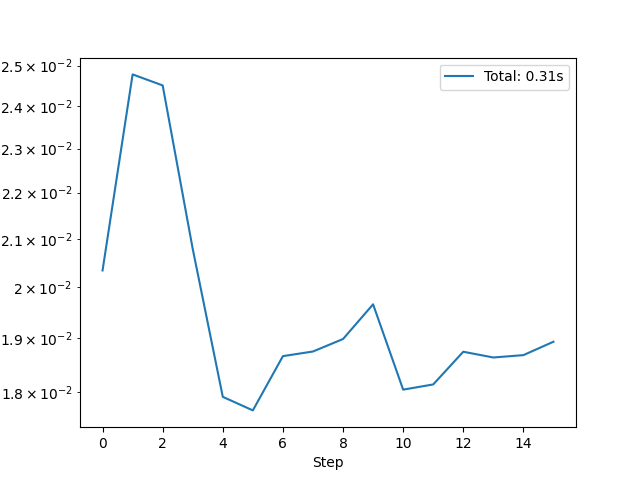 2.5 × 10⁻²
2.4 × 10⁻²
2.3 × 10⁻²
2.2 × 10⁻²
2.1 × 10⁻²
2 × 10⁻²
1.9 × 10⁻²
1.8 × 10⁻²
Total: 0.31s
0 2 4 6 8 10 12 14
Step